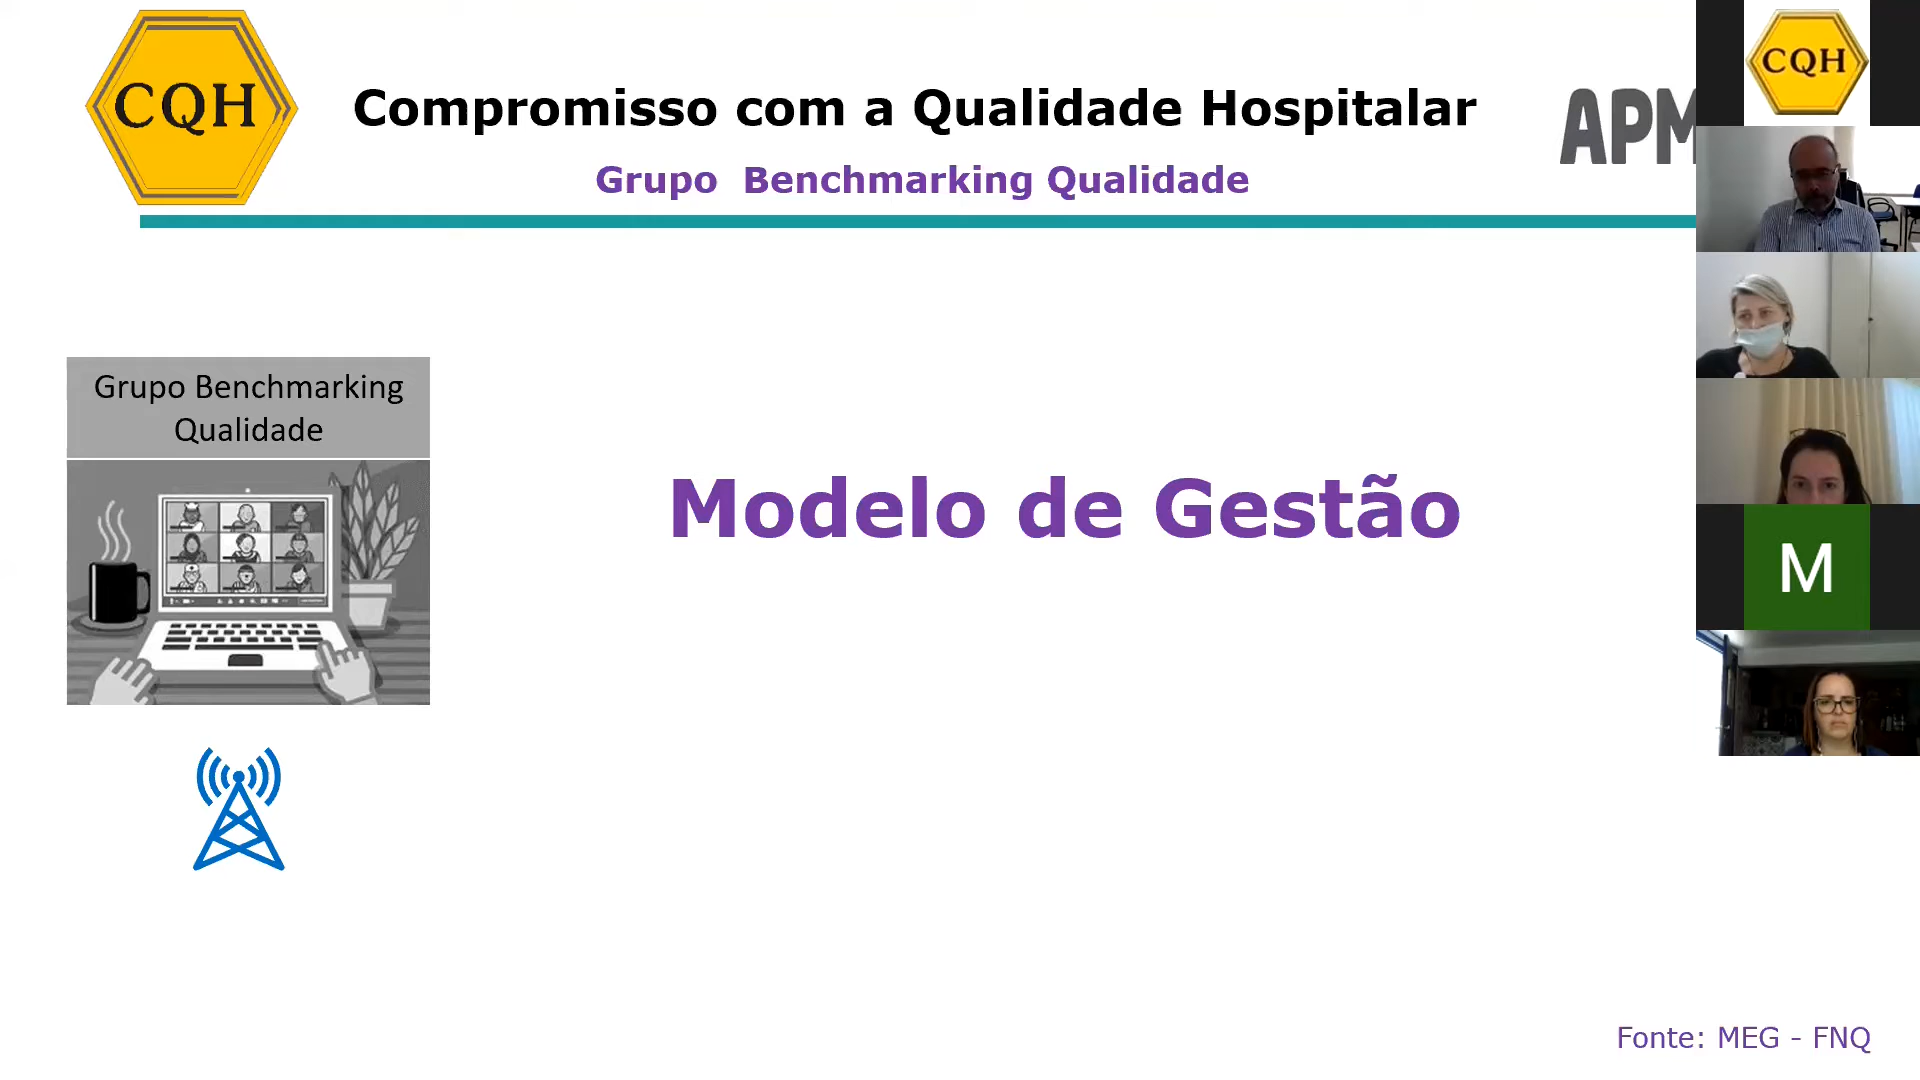 CQH
Compromisso com a Qualidade Hospitalar
APM
Grupo Benchmarking Qualidade
CQH
Grupo Benchmarking
Qualidade
Modelo de Gestão
M
Fonte: MEG - FNQ